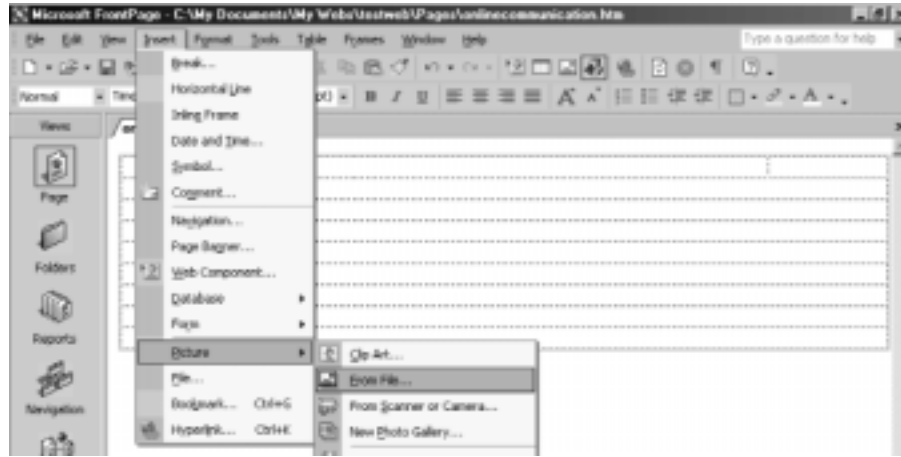 Microsoft FrontPage - C:\My Documents\My Webs\testweb\Pages\onlinecommunication.htm
File Edit View Insert Format Tools Table Frames Window Help
Type a question for help
Normal
Views
Page
Folders
Reports
Navigation
Break...
Horizontal Line
Inline Frame
Date and Time...
Symbol...
Comment...
Navigation...
Page Banner...
Web Component...
Database
Form
Picture
File...
Bookmark... Ctrl+G
Hyperlink... Ctrl+K
Clip Art...
From File...
From Scanner or Camera...
New Photo Gallery...